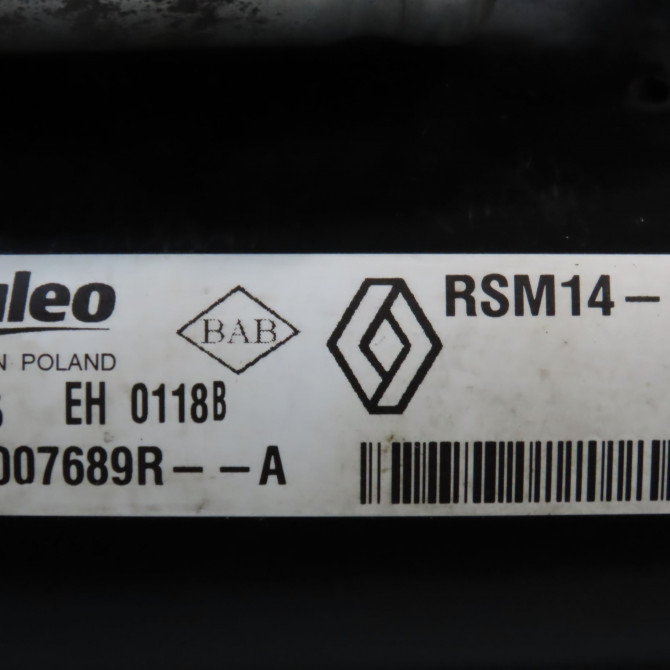 aleo
BAB
RSM14-
N POLAND
EH 0118B
007689R--A